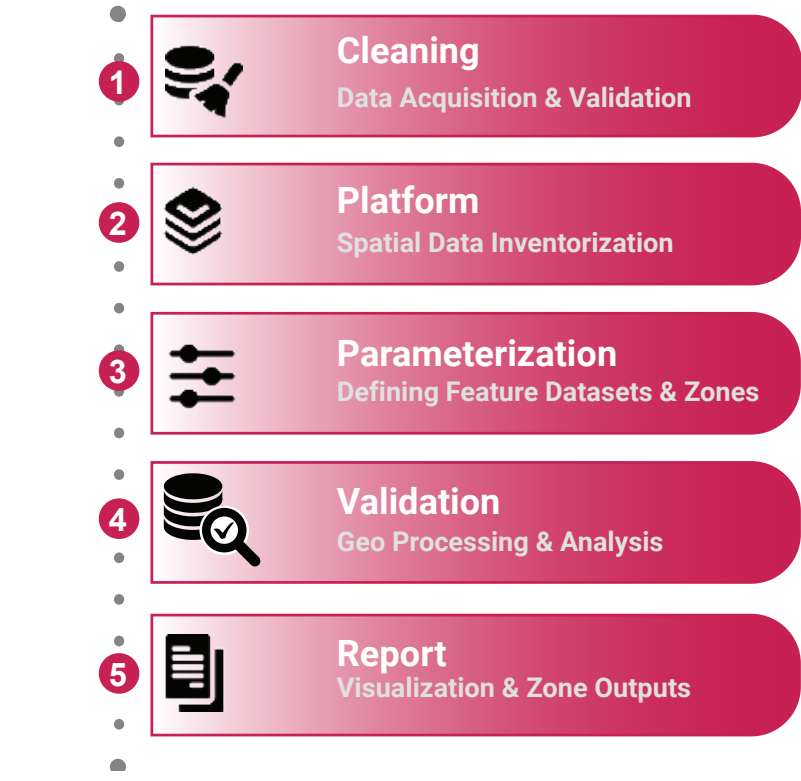 1
Cleaning
Data Acquisition & Validation
2
Platform
Spatial Data Inventorization
3
Parameterization
Defining Feature Datasets & Zones
4
Validation
Geo Processing & Analysis
5
Report
Visualization & Zone Outputs